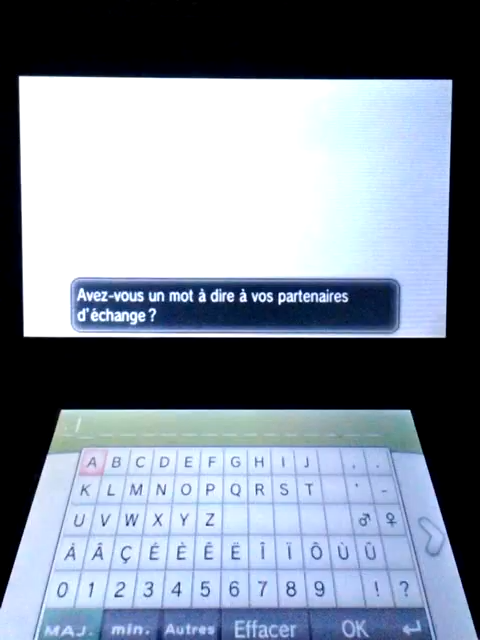 Avez-vous un mot à dire à vos partenaires
d'échange ?
A B C D E F G H I J , .
K L M N O P Q R S T ' -
U V W X Y Z ♂ ♀
À Â Ç É È Ê Ë Î Ï Ô Ù Û
0 1 2 3 4 5 6 7 8 9 ! ?
MAJ. min. Autres Effacer OK